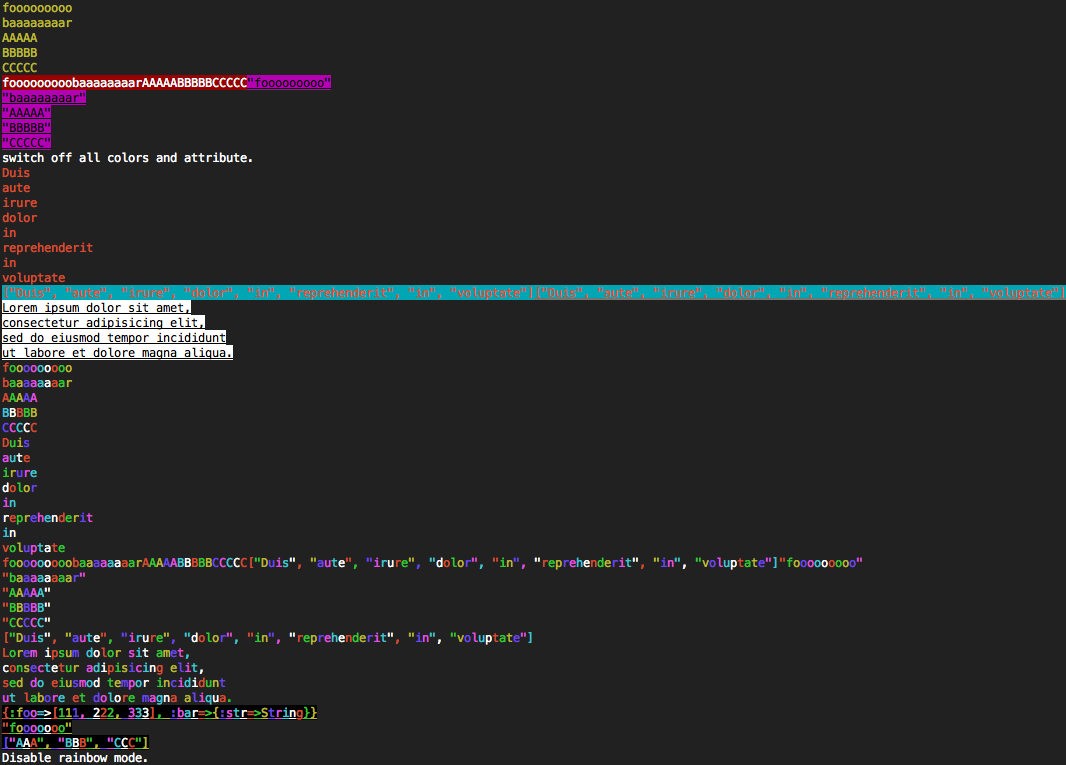 fooooooooo
baaaaaaaar
AAAAA
BBBBB
CCCCC
fooooooooobaaaaaaaarAAAAABBBBBCCCCC"fooooooooo"
"baaaaaaaar"
"AAAAA"
"BBBBB"
"CCCCC"
switch off all colors and attribute.
Duis
aute
irure
dolor
in
reprehenderit
in
voluptate
["Duis", "aute", "irure", "dolor", "in", "reprehenderit", "in", "voluptate"]["Duis", "aute", "irure", "dolor", "in", "reprehenderit", "in", "voluptate"]
Lorem ipsum dolor sit amet,
consectetur adipisicing elit,
sed do eiusmod tempor incididunt
ut labore et dolore magna aliqua.
fooooooooo
baaaaaaaar
AAAAA
BBBBB
CCCCC
Duis
aute
irure
dolor
in
reprehenderit
in
voluptate
fooooooooobaaaaaaaarAAAAABBBBBCCCCC["Duis", "aute", "irure", "dolor", "in", "reprehenderit", "in", "voluptate"]"fooooooooo"
"baaaaaaaar"
"AAAAA"
"BBBBB"
"CCCCC"
["Duis", "aute", "irure", "dolor", "in", "reprehenderit", "in", "voluptate"]
Lorem ipsum dolor sit amet,
consectetur adipisicing elit,
sed do eiusmod tempor incididunt
ut labore et dolore magna aliqua.
{:foo=>[111, 222, 333], :bar=>{:str=>String}}
"fooooooo"
["AAA", "BBB", "CCC"]
Disable rainbow mode.